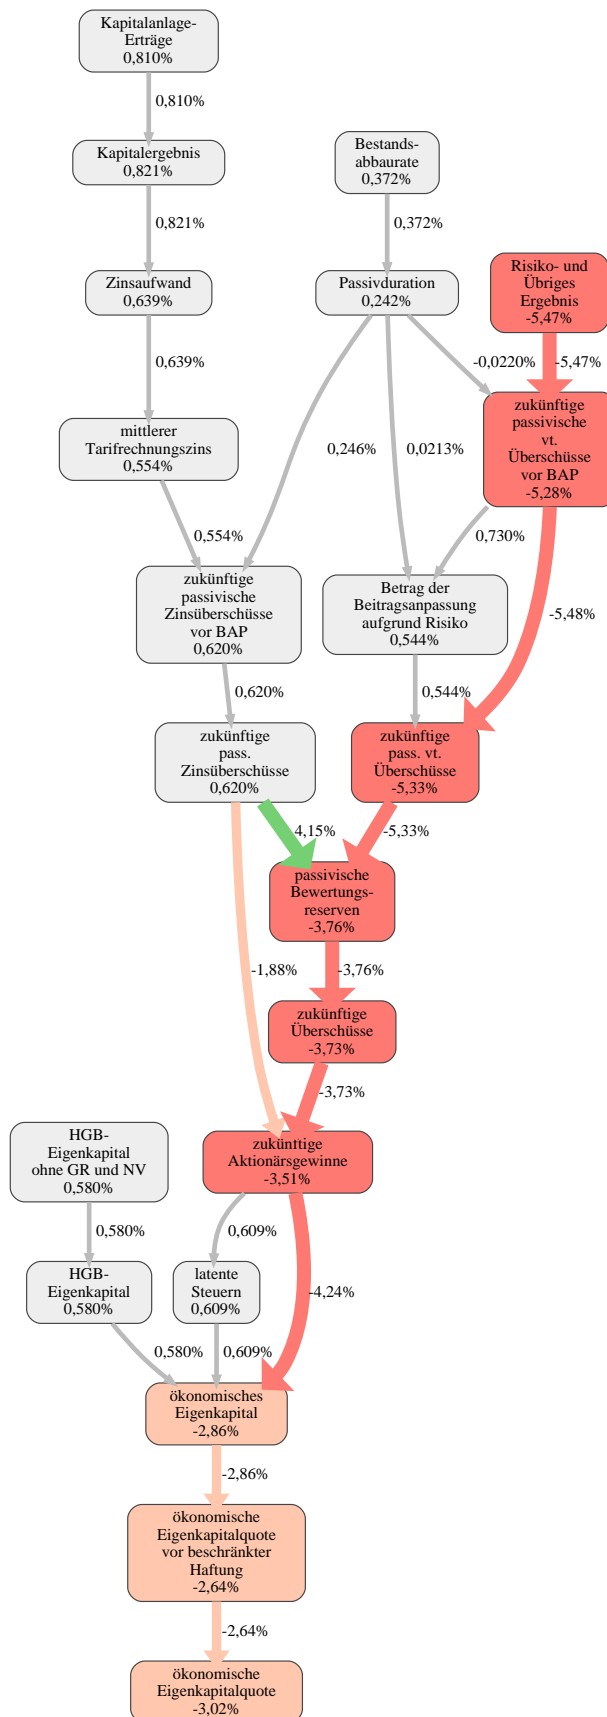 Kapitalanlage-
Erträge
0,810%
0,810%
Kapitalergebnis
0,821%
Bestands-
abbaurate
0,372%
0,821%
0,372%
Zinsaufwand
0,639%
Passivduration
0,242%
Risiko- und
Übriges
Ergebnis
-5,47%
0,639%
-0,0220%
-5,47%
mittlerer
Tarifrechnungszins
0,554%
0,246%
0,0213%
zukünftige
passivische
vt.
Überschüsse
vor BAP
-5,28%
0,554%
0,730%
zukünftige
passivische
Zinsüberschüsse
vor BAP
0,620%
Betrag der
Beitragsanpassung
aufgrund Risiko
0,544%
-5,48%
0,620%
0,544%
zukünftige
pass.
Zinsüberschüsse
0,620%
zukünftige
pass. vt.
Überschüsse
-5,33%
4,15%
-5,33%
passivische
Bewertungs-
reserven
-3,76%
-1,88%
-3,76%
zukünftige
Überschüsse
-3,73%
-3,73%
HGB-
Eigenkapital
ohne GR und NV
0,580%
zukünftige
Aktionärsgewinne
-3,51%
0,580%
0,609%
HGB-
Eigenkapital
0,580%
latente
Steuern
0,609%
-4,24%
0,580%
0,609%
ökonomisches
Eigenkapital
-2,86%
-2,86%
ökonomische
Eigenkapitalquote
vor beschränkter
Haftung
-2,64%
-2,64%
ökonomische
Eigenkapitalquote
-3,02%